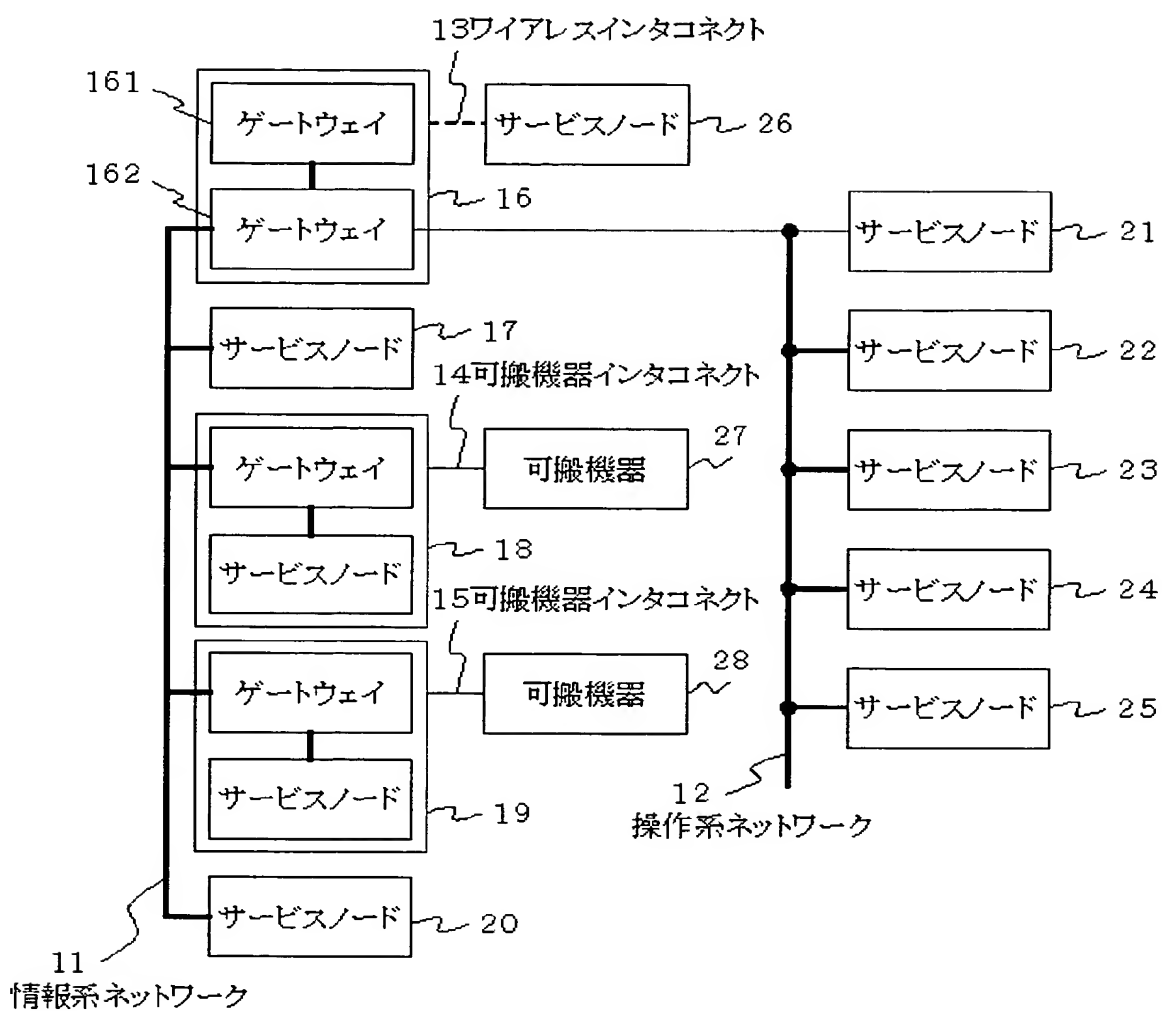 13ワイアレスインタコネクト
161
ゲートウェイ
サービスノード
26
162
ゲートウェイ
16
サービスノード
21
サービスノード
17
サービスノード
22
14可搬機器インタコネクト
ゲートウェイ
可搬機器
27
サービスノード
23
サービスノード
18
サービスノード
24
15可搬機器インタコネクト
ゲートウェイ
可搬機器
28
サービスノード
25
サービスノード
19
12
操作系ネットワーク
サービスノード
20
11
情報系ネットワーク